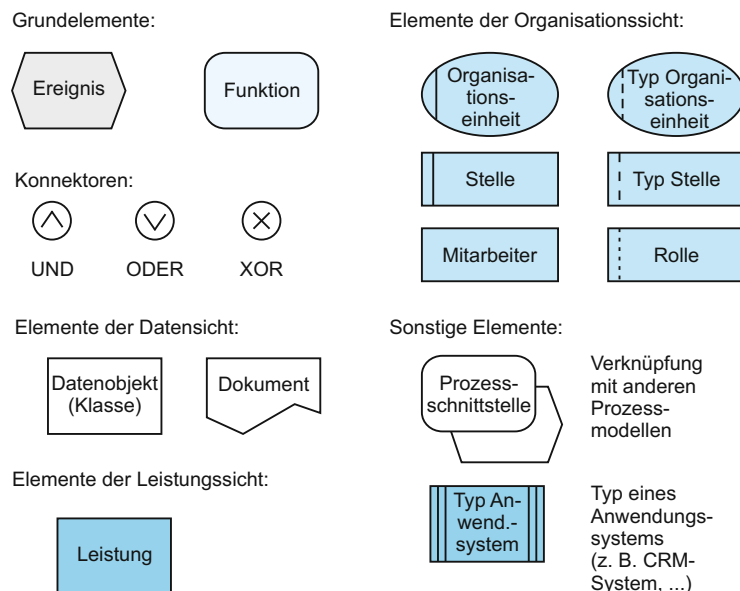 Grundelemente:
Ereignis
Funktion
Konnektoren:
UND
ODER
XOR
Elemente der Datensicht:
Datenobjekt
(Klasse)
Dokument
Elemente der Leistungssicht:
Leistung
Elemente der Organisationssicht:
Organisa-
tions-
einheit
Typ Organi-
sations-
einheit
Stelle
Typ Stelle
Mitarbeiter
Rolle
Sonstige Elemente:
Prozess-
schnittstelle
Verknüpfung
mit anderen
Prozess-
modellen
Typ An-
wend.-
system
Typ eines
Anwendungs-
systems
(z. B. CRM-
System, ...)